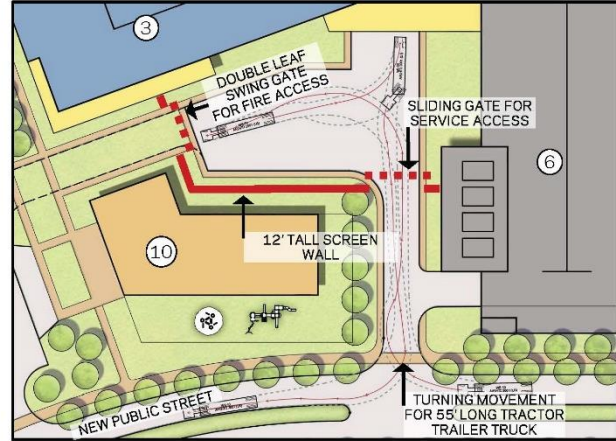 3
DOUBLE LEAF
SWING GATE
FOR FIRE ACCESS
SLIDING GATE FOR
SERVICE ACCESS
6
10
12' TALL SCREEN
WALL
NEW PUBLIC STREET
TURNING MOVEMENT
FOR 55' LONG TRACTOR
TRAILER TRUCK